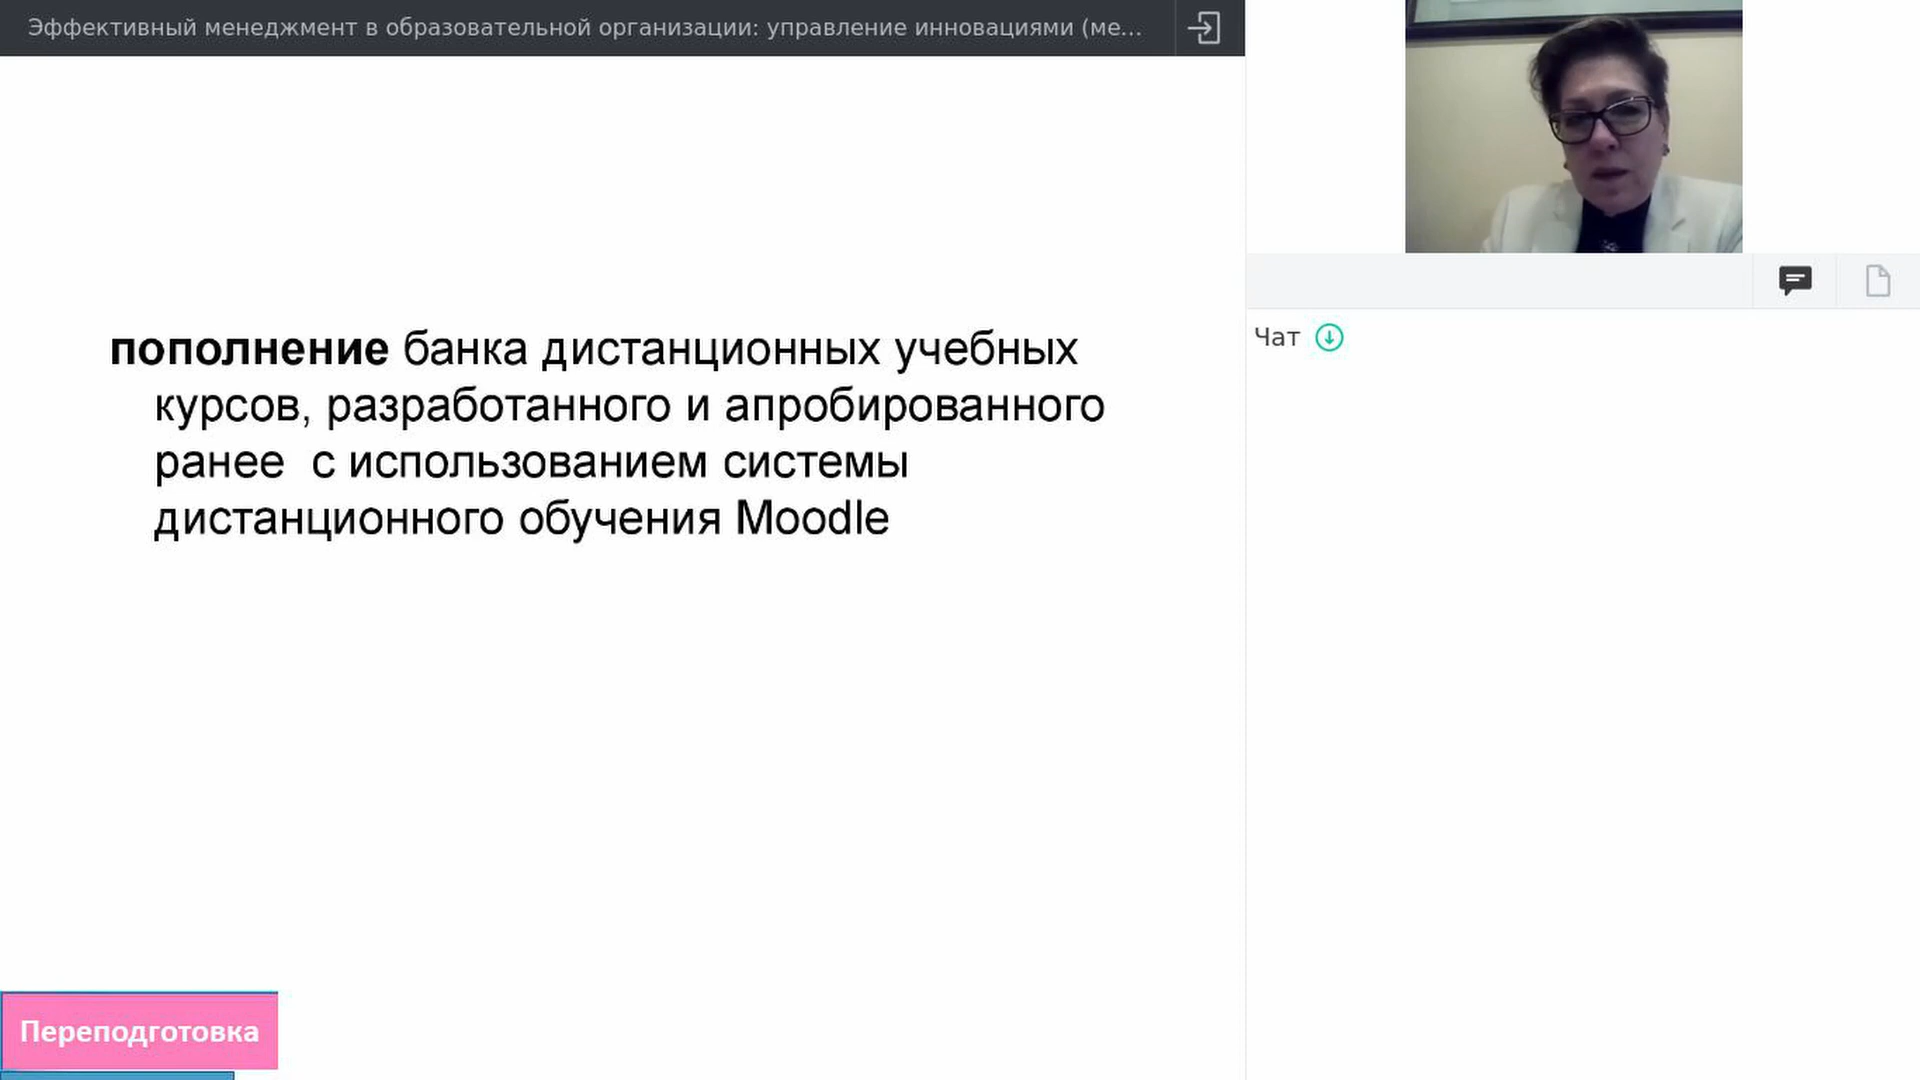 Эффективный менеджмент в образовательной организации: управление инновациями (ме...
пополнение банка дистанционных учебных
курсов, разработанного и апробированного
ранее с использованием системы
дистанционного обучения Moodle
Чат
Переподготовка